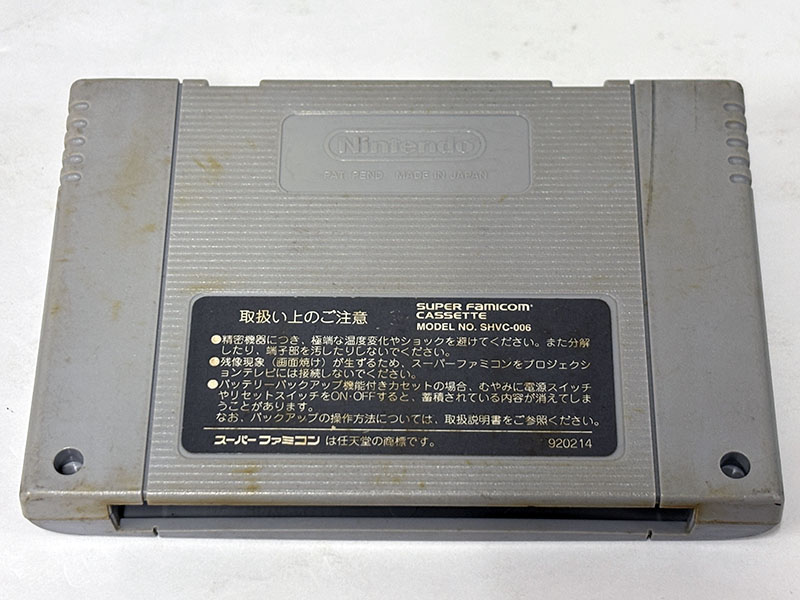 Nintendo
PAT. PEND. MADE IN JAPAN
取扱い上のご注意
SUPER FAMICOM
CASSETTE
MODEL NO. SHVC-006
●精密機器につき、極端な温度変化やショックを避けてください。また分解
したり、端子部を汚したりしないでください。
●残像現象（画面焼け）が生ずるため、スーパーファミコンをプロジェクシ
ョンテレビには接続しないでください。
●バッテリーバックアップ機能付きカセットの場合、むやみに電源スイッチ
やリセットスイッチをON・OFFすると、蓄積されている内容が消えてしま
うことがあります。
なお、バックアップの操作方法については、取扱説明書をご参照ください。
スーパーファミコンは任天堂の商標です。
920214